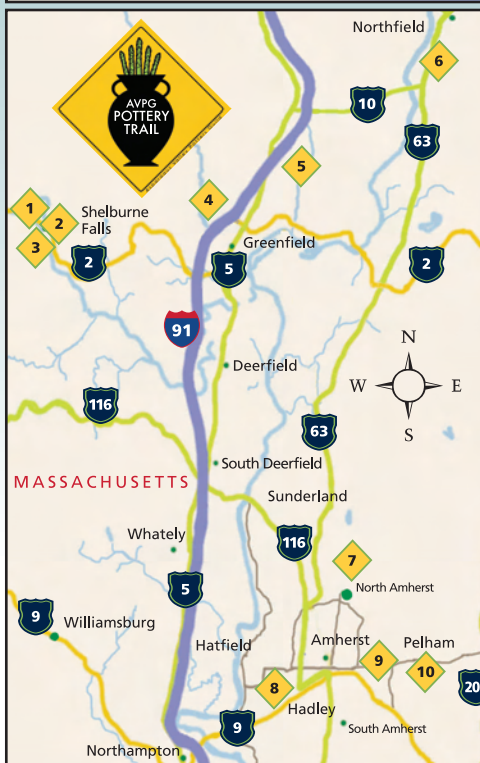 Northfield
6
AVPG
POTTERY
TRAIL
10
63
5
4
1
2
Shelburne
Falls
3
Greenfield
2
5
2
91
N
W E
S
Deerfield
116
63
South Deerfield
MASSACHUSETTS
Sunderland
Whately
116
7
5
North Amherst
9
Williamsburg
Hatfield
Amherst
9
Pelham
10
8
20
Hadley
9
South Amherst
Northampton